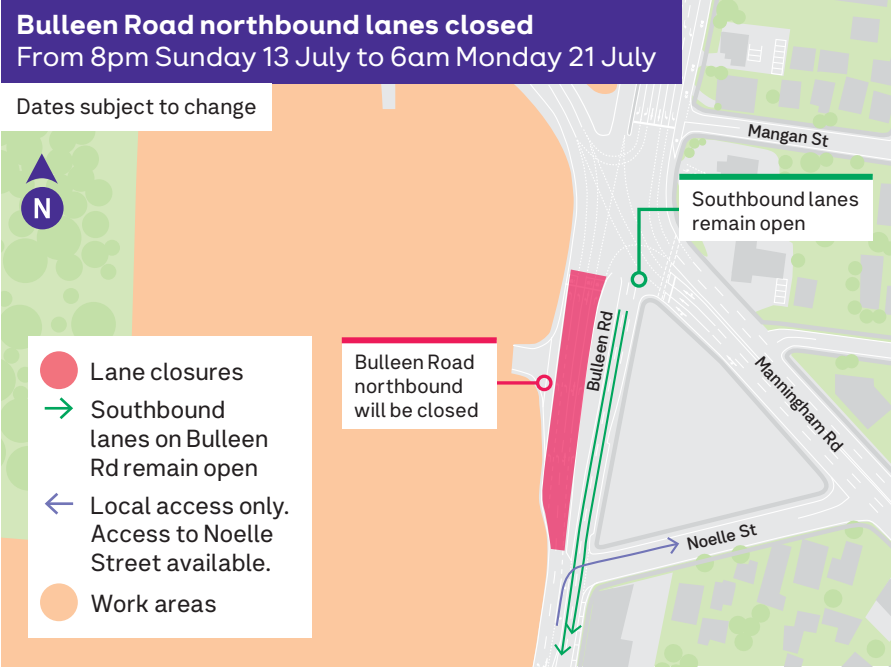 Bulleen Road northbound lanes closed
From 8pm Sunday 13 July to 6am Monday 21 July
Dates subject to change
N
Mangan St
Southbound lanes
remain open
Bulleen Rd
Bulleen Road
northbound
will be closed
Manningham Rd
Noelle St
Lane closures
Southbound
lanes on Bulleen
Rd remain open
Local access only.
Access to Noelle
Street available.
Work areas